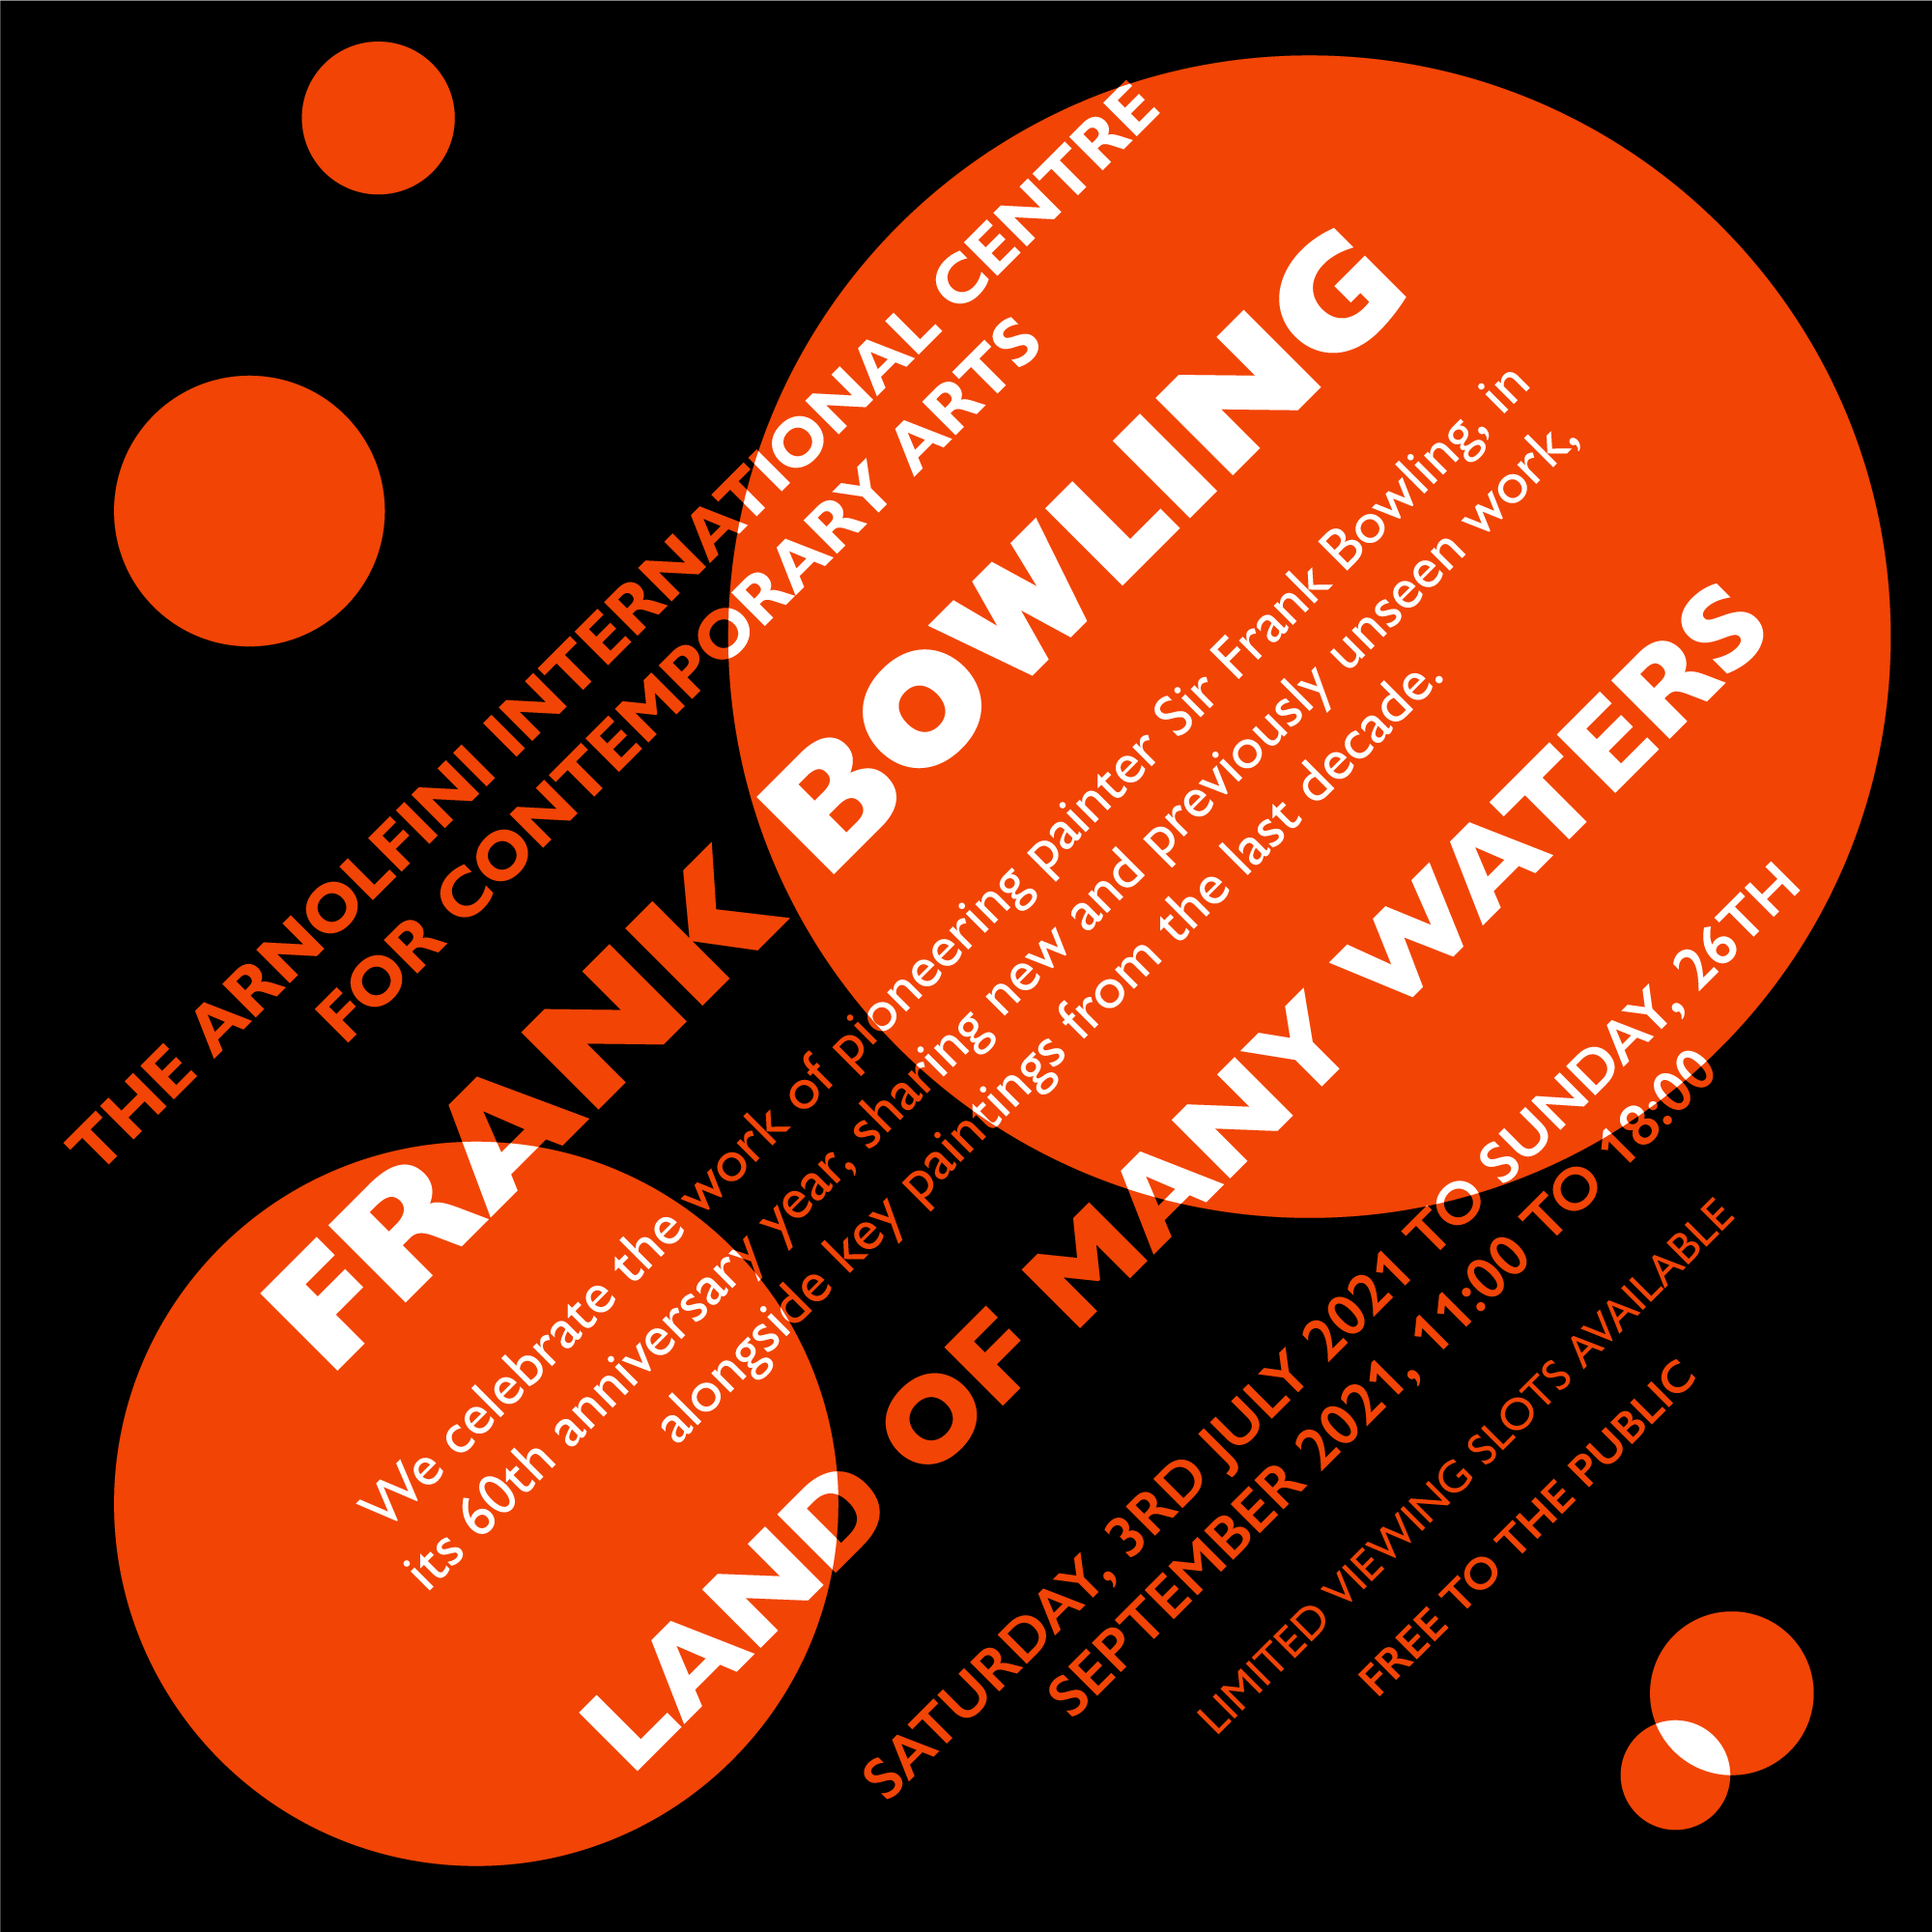 THE ARNOLFINI INTERNATIONAL CENTRE
FOR CONTEMPORARY ARTS
FRANK BOWLING
We celebrate the work of pioneering painter Sir Frank Bowling, in
its 60th anniversary year, sharing new and previously unseen work,
alongside key paintings from the last decade.
LAND OF MANY WATERS
SATURDAY, 3RD JULY 2021 TO SUNDAY, 26TH
SEPTEMBER 2021, 11:00 TO 18:00
LIMITED VIEWING SLOTS AVAILABLE
FREE TO THE PUBLIC